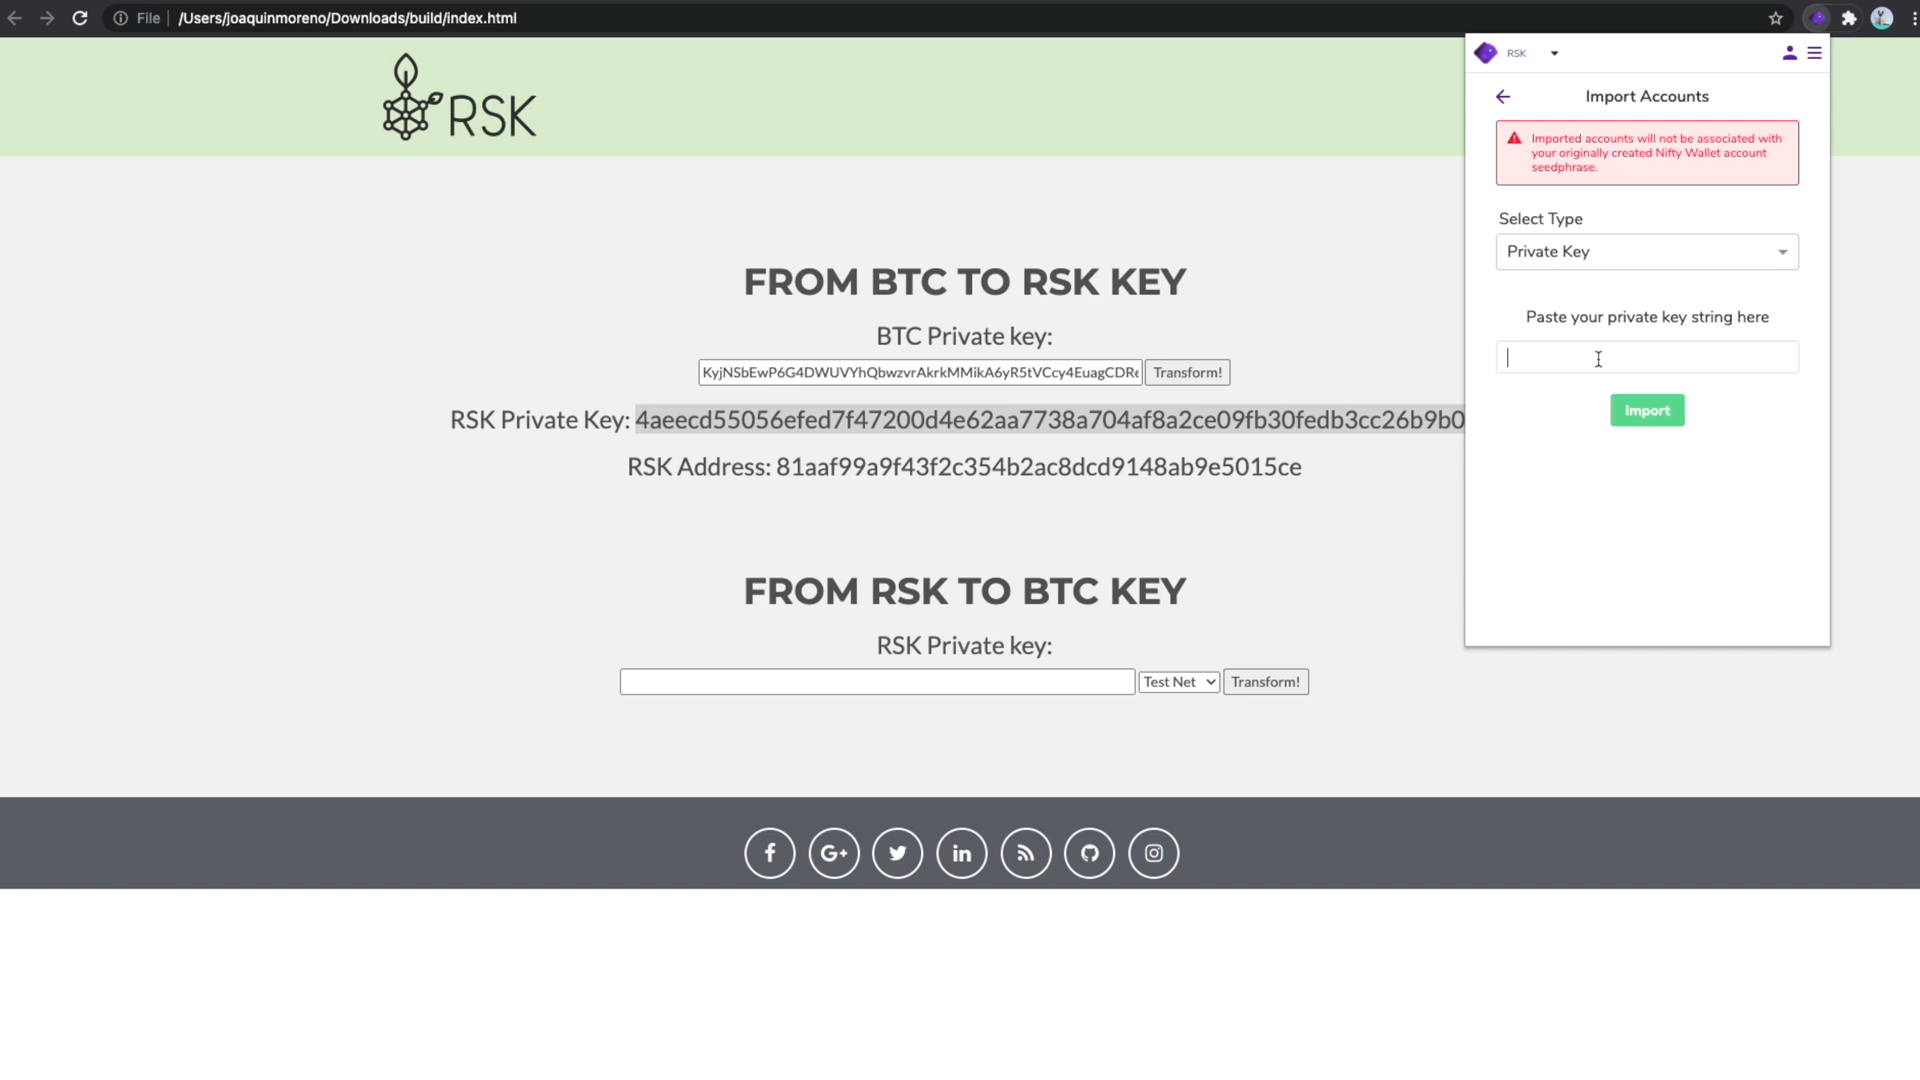 File /Users/joaquinmoreno/Downloads/build/index.html
RSK
FROM BTC TO RSK KEY
BTC Private key:
KyjNSbEwP6G4DWUVYhQbwzvrAkrkMMikA6yR5tVCcy4EuagCDRe Transform!
RSK Private Key: 4aeecd55056efed7f47200d4e62aa7738a704af8a2ce09fb30fedb3cc26b9b0
RSK Address: 81aaf99a9f43f2c354b2ac8dcd9148ab9e5015ce
FROM RSK TO BTC KEY
RSK Private key:
Test Net Transform!
RSK
Import Accounts
Imported accounts will not be associated with
your originally created Nifty Wallet account
seedphrase.
Select Type
Private Key
Paste your private key string here
Import